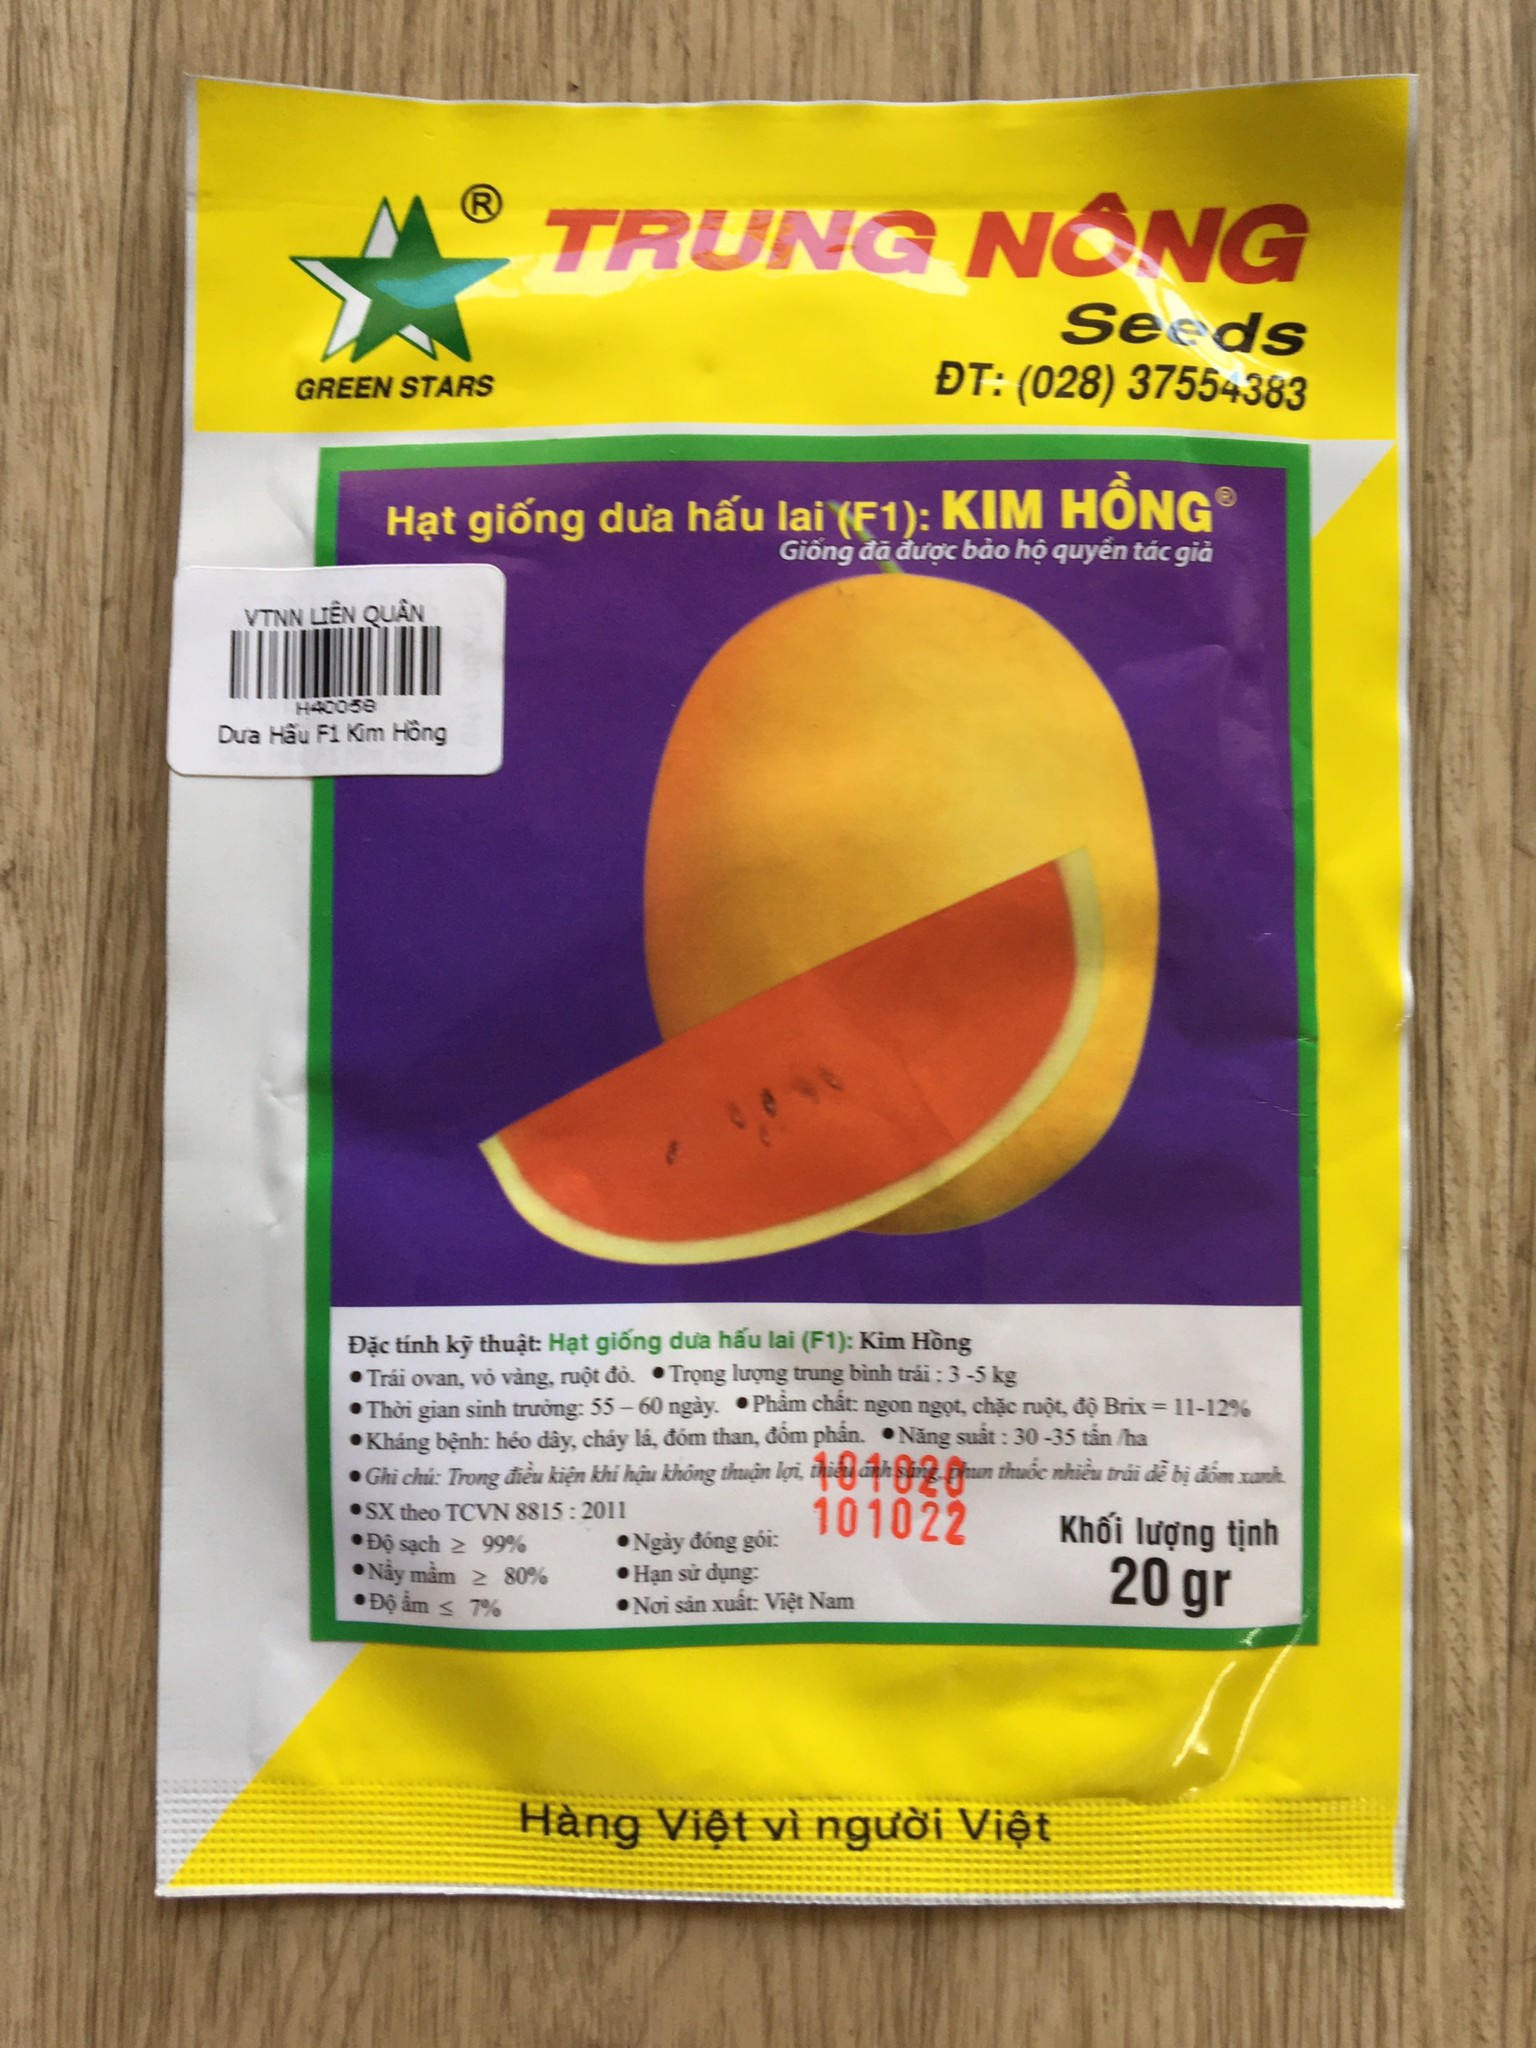 ®
TRUNG NÔNG
Seeds
GREEN STARS
ĐT: (028) 37554383
Hạt giống dưa hấu lai (F1): KIM HỒNG®
Giống đã được bảo hộ quyền tác giả
VTNN LIÊN QUÂN
H40058
Dưa Hấu F1 Kim Hồng
Đặc tính kỹ thuật: Hạt giống dưa hấu lai (F1): Kim Hồng
• Trái ovan, vỏ vàng, ruột đỏ. • Trọng lượng trung bình trái : 3 -5 kg
• Thời gian sinh trưởng: 55 – 60 ngày. • Phẩm chất: ngon ngọt, chặc ruột, độ Brix = 11-12%
• Kháng bệnh: héo dây, cháy lá, đóm than, đốm phấn. • Năng suất : 30 -35 tấn /ha
• Ghi chú: Trong điều kiện khí hậu không thuận lợi, thiếu ánh sáng, phun thuốc nhiều trái dễ bị đốm xanh.
101020
• SX theo TCVN 8815 : 2011
101022
• Độ sạch ≥ 99%
• Nẩy mầm ≥ 80%
• Độ ẩm ≤ 7%
• Ngày đóng gói:
• Hạn sử dụng:
• Nơi sản xuất: Việt Nam
Khối lượng tịnh
20 gr
Hàng Việt vì người Việt